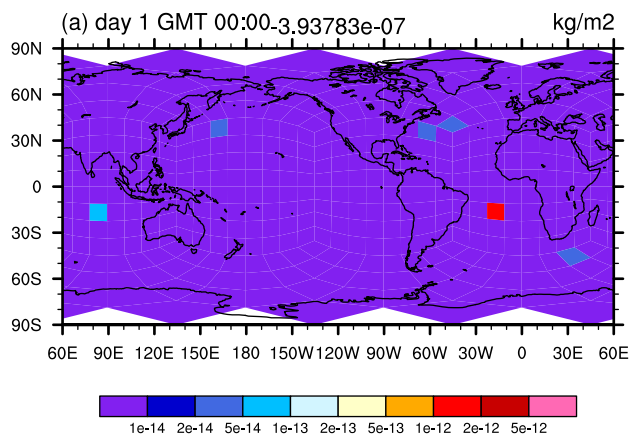 (a) day 1 GMT 00:00 -3.93783e-07 kg/m2
90N
60N
30N
0
30S
60S
90S
60E 90E 120E 150E 180 150W 120W 90W 60W 30W 0 30E 60E
1e-14 2e-14 5e-14 1e-13 2e-13 5e-13 1e-12 2e-12 5e-12